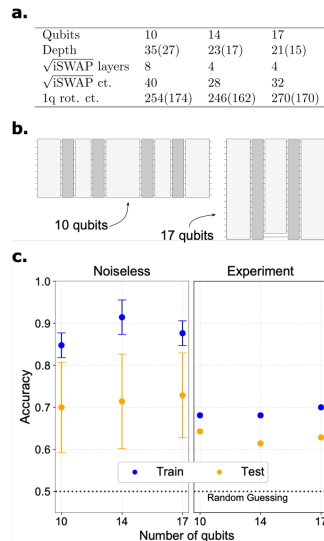 a.
Qubits 10 14 17
Depth 35(27) 23(17) 21(15)
√iSWAP layers 8 4 4
√iSWAP ct. 40 28 32
1q rot. ct. 254(174) 246(162) 270(170)
b.
10 qubits
17 qubits
c.
Noiseless Experiment
1.0
0.9
0.8
0.7
0.6
0.5
Accuracy
Train Test
Random Guessing
10 14 17 10 14 17
Number of qubits